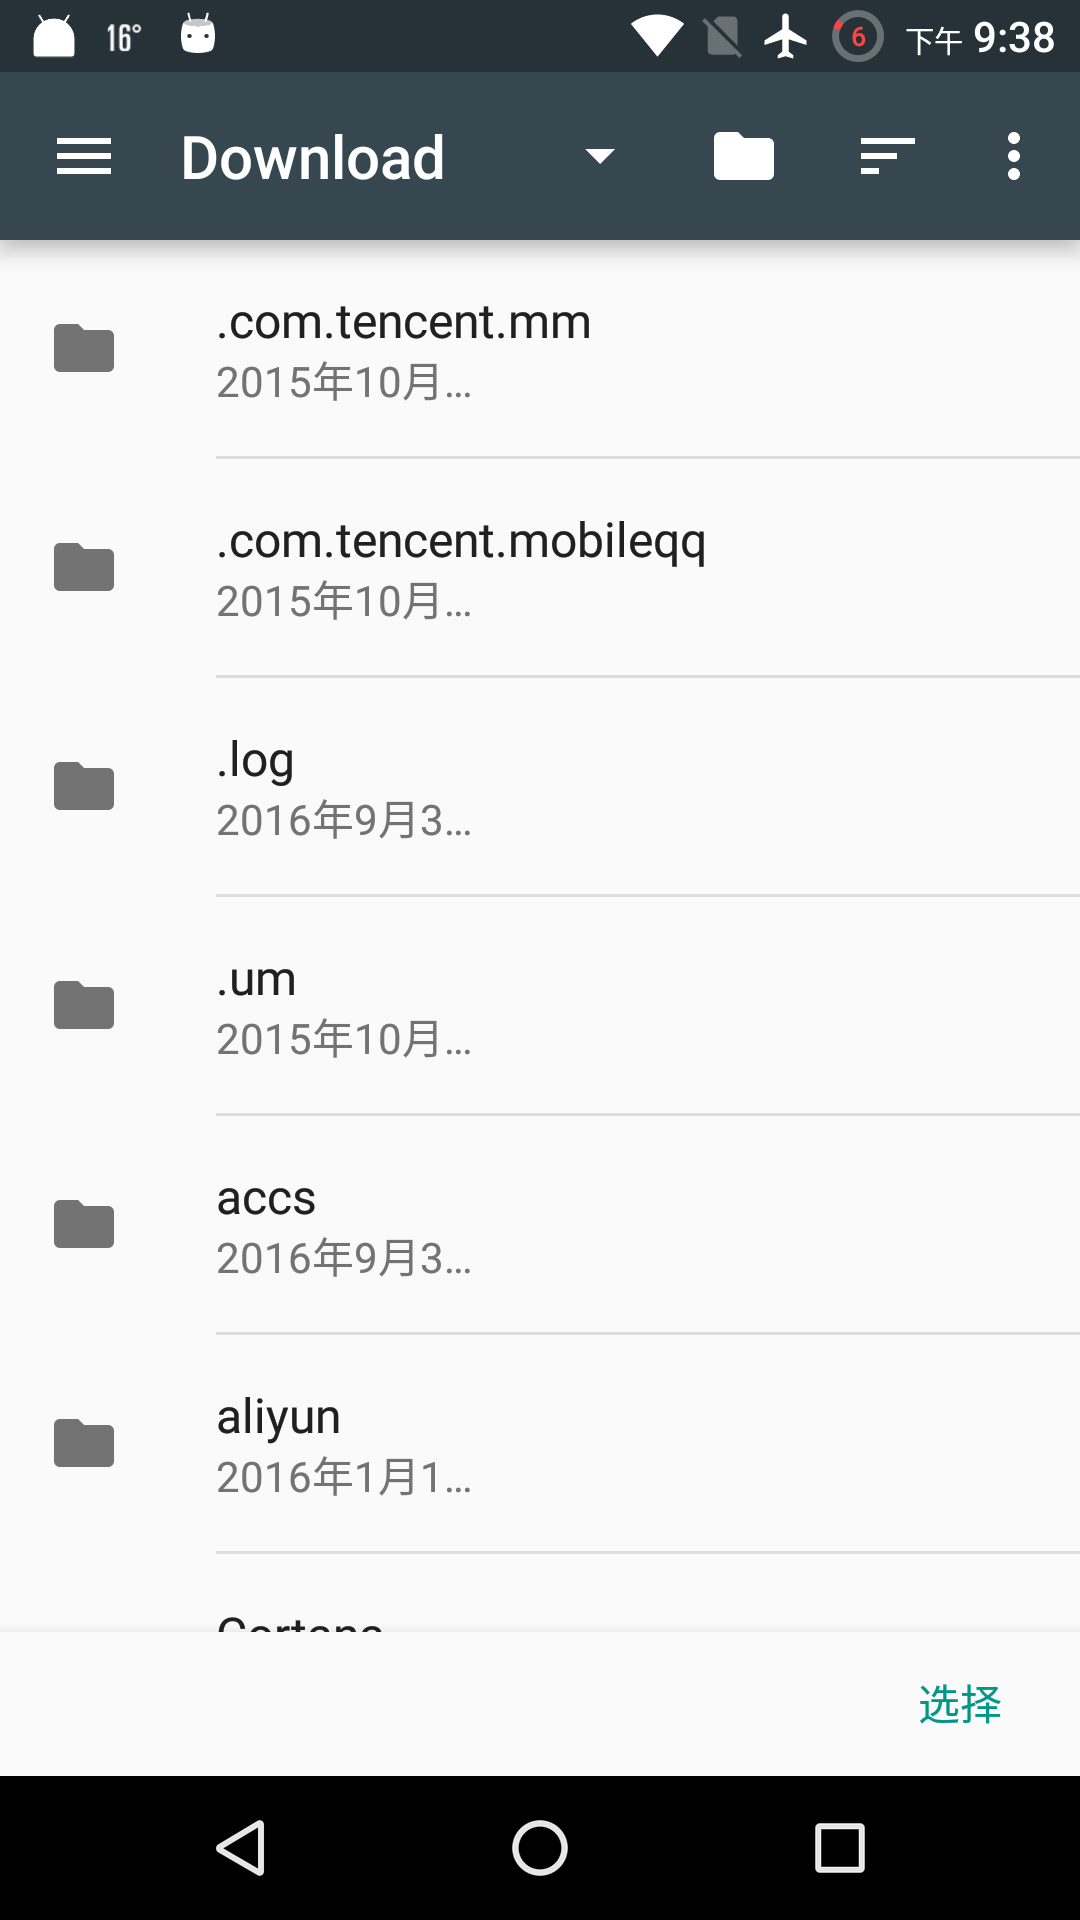 16°
6
下午 9:38
Download
.com.tencent.mm
2015年10月…
.com.tencent.mobileqq
2015年10月…
.log
2016年9月3…
.um
2015年10月…
accs
2016年9月3…
aliyun
2016年1月1…
Cortana
选择